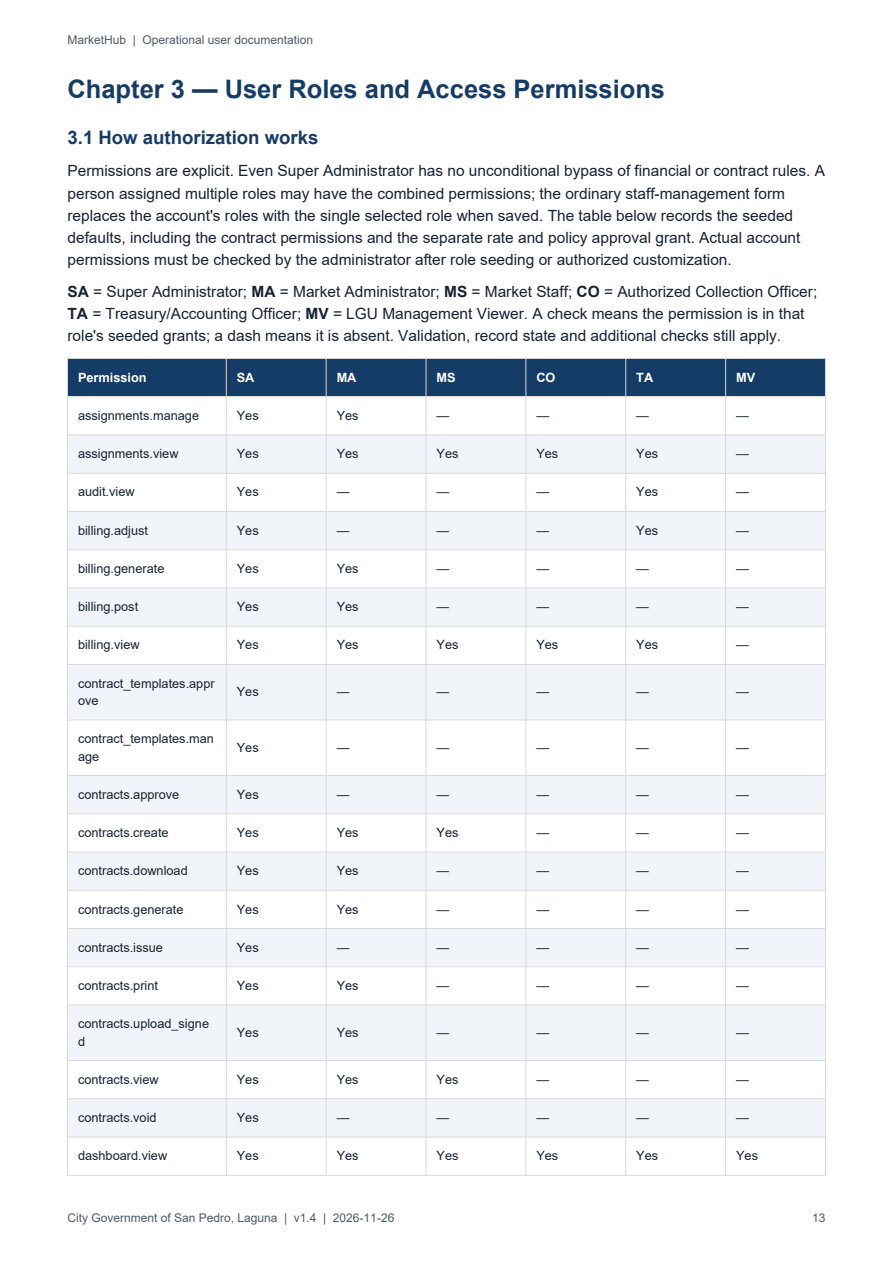 MarketHub | Operational user documentation
Chapter 3 — User Roles and Access Permissions
3.1 How authorization works
Permissions are explicit. Even Super Administrator has no unconditional bypass of financial or contract rules. A
person assigned multiple roles may have the combined permissions; the ordinary staff-management form
replaces the account's roles with the single selected role when saved. The table below records the seeded
defaults, including the contract permissions and the separate rate and policy approval grant. Actual account
permissions must be checked by the administrator after role seeding or authorized customization.
SA = Super Administrator; MA = Market Administrator; MS = Market Staff; CO = Authorized Collection Officer;
TA = Treasury/Accounting Officer; MV = LGU Management Viewer. A check means the permission is in that
role's seeded grants; a dash means it is absent. Validation, record state and additional checks still apply.
Permission SA MA MS CO TA MV
assignments.manage Yes Yes — — — —
assignments.view Yes Yes Yes Yes Yes —
audit.view Yes — — — Yes —
billing.adjust Yes — — — Yes —
billing.generate Yes Yes — — — —
billing.post Yes Yes — — — —
billing.view Yes Yes Yes Yes Yes —
contract_templates.appr
ove Yes — — — — —
contract_templates.man
age Yes — — — — —
contracts.approve Yes — — — — —
contracts.create Yes Yes Yes — — —
contracts.download Yes Yes — — — —
contracts.generate Yes Yes — — — —
contracts.issue Yes — — — — —
contracts.print Yes Yes — — — —
contracts.upload_signe
d Yes Yes — — — —
contracts.view Yes Yes Yes — — —
contracts.void Yes — — — — —
dashboard.view Yes Yes Yes Yes Yes Yes
City Government of San Pedro, Laguna | v1.4 | 2026-11-26 13